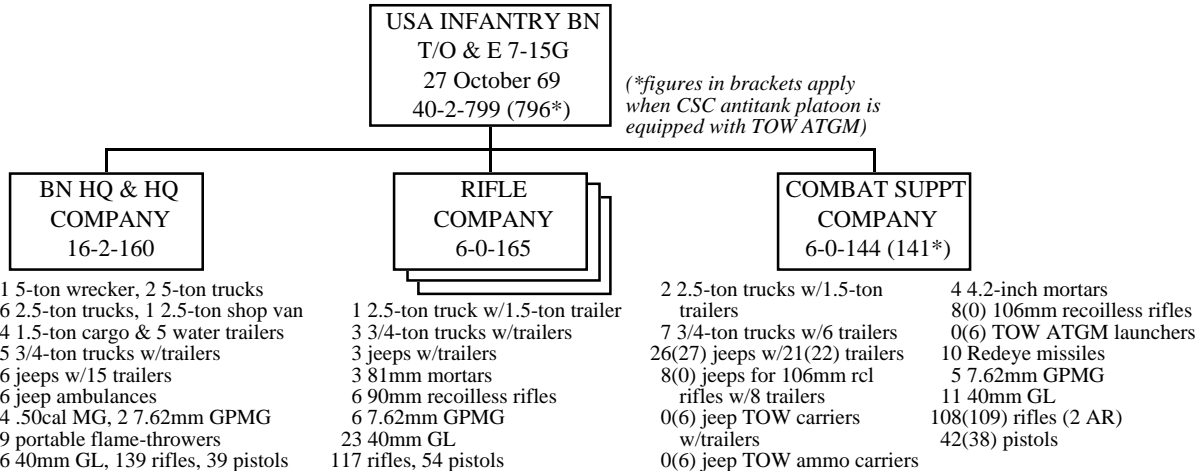 USA INFANTRY BN
T/O & E 7-15G
27 October 69
40-2-799 (796*)
(*figures in brackets apply
when CSC antitank platoon is
equipped with TOW ATGM)
BN HQ & HQ
COMPANY
16-2-160
1 5-ton wrecker, 2 5-ton trucks
6 2.5-ton trucks, 1 2.5-ton shop van
4 1.5-ton cargo & 5 water trailers
5 3/4-ton trucks w/trailers
6 jeeps w/15 trailers
6 jeep ambulances
4 .50cal MG, 2 7.62mm GPMG
9 portable flame-throwers
6 40mm GL, 139 rifles, 39 pistols
RIFLE
COMPANY
6-0-165
1 2.5-ton truck w/1.5-ton trailer
3 3/4-ton trucks w/trailers
3 jeeps w/trailers
3 81mm mortars
6 90mm recoilless rifles
6 7.62mm GPMG
23 40mm GL
117 rifles, 54 pistols
COMBAT SUPPT
COMPANY
6-0-144 (141*)
2 2.5-ton trucks w/1.5-ton
trailers
7 3/4-ton trucks w/6 trailers
26(27) jeeps w/21(22) trailers
8(0) jeeps for 106mm rcl
rifles w/8 trailers
0(6) jeep TOW carriers
w/trailers
0(6) jeep TOW ammo carriers
4 4.2-inch mortars
8(0) 106mm recoilless rifles
0(6) TOW ATGM launchers
10 Redeye missiles
5 7.62mm GPMG
11 40mm GL
108(109) rifles (2 AR)
42(38) pistols